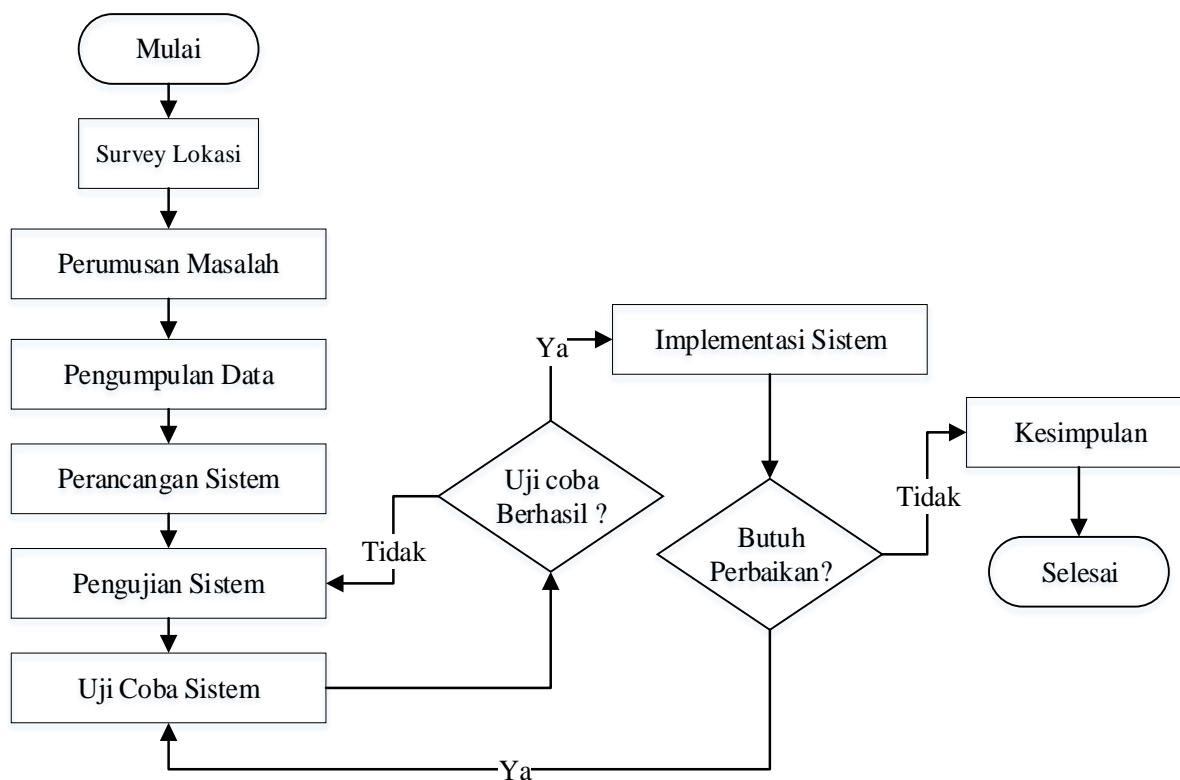 Mulai
Survey Lokasi
Perumusan Masalah
Pengumpulan Data
Perancangan Sistem
Pengujian Sistem
Uji Coba Sistem
Uji coba
Berhasil ?
Tidak
Ya
Implementasi Sistem
Butuh
Perbaikan?
Ya
Tidak
Kesimpulan
Selesai